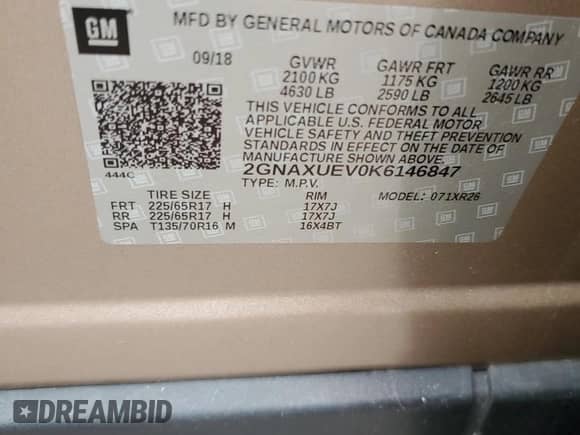 GM
MFD BY GENERAL MOTORS OF CANADA COMPANY
09/18 GVWR GAWR FRT GAWR RR
2100 KG 1175 KG 1200 KG
4630 LB 2590 LB 2645 LB
THIS VEHICLE CONFORMS TO ALL
APPLICABLE U.S. FEDERAL MOTOR
VEHICLE SAFETY AND THEFT PREVENTION
STANDARDS IN EFFECT ON THE DATE OF
MANUFACTURE SHOWN ABOVE.
444C 2GNAXUEV0K6146847
TYPE: M.P.V. MODEL: 071XR26
TIRE SIZE RIM
FRT 225/65R17 H 17X7J
RR 225/65R17 H 17X7J
SPA T135/70R16 M 16X4BT
DREAMBID